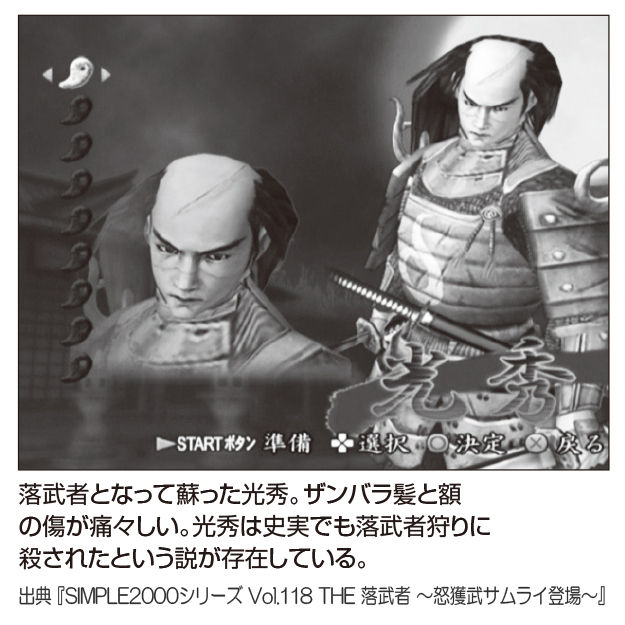 光秀
STARTボタン 準備 選択 決定 戻る
落武者となって蘇った光秀。ザンバラ髪と額
の傷が痛々しい。光秀は史実でも落武者狩りに
殺されたという説が存在している。
出典『SIMPLE2000シリーズ Vol.118 THE 落武者 〜怒獲武サムライ登場〜』